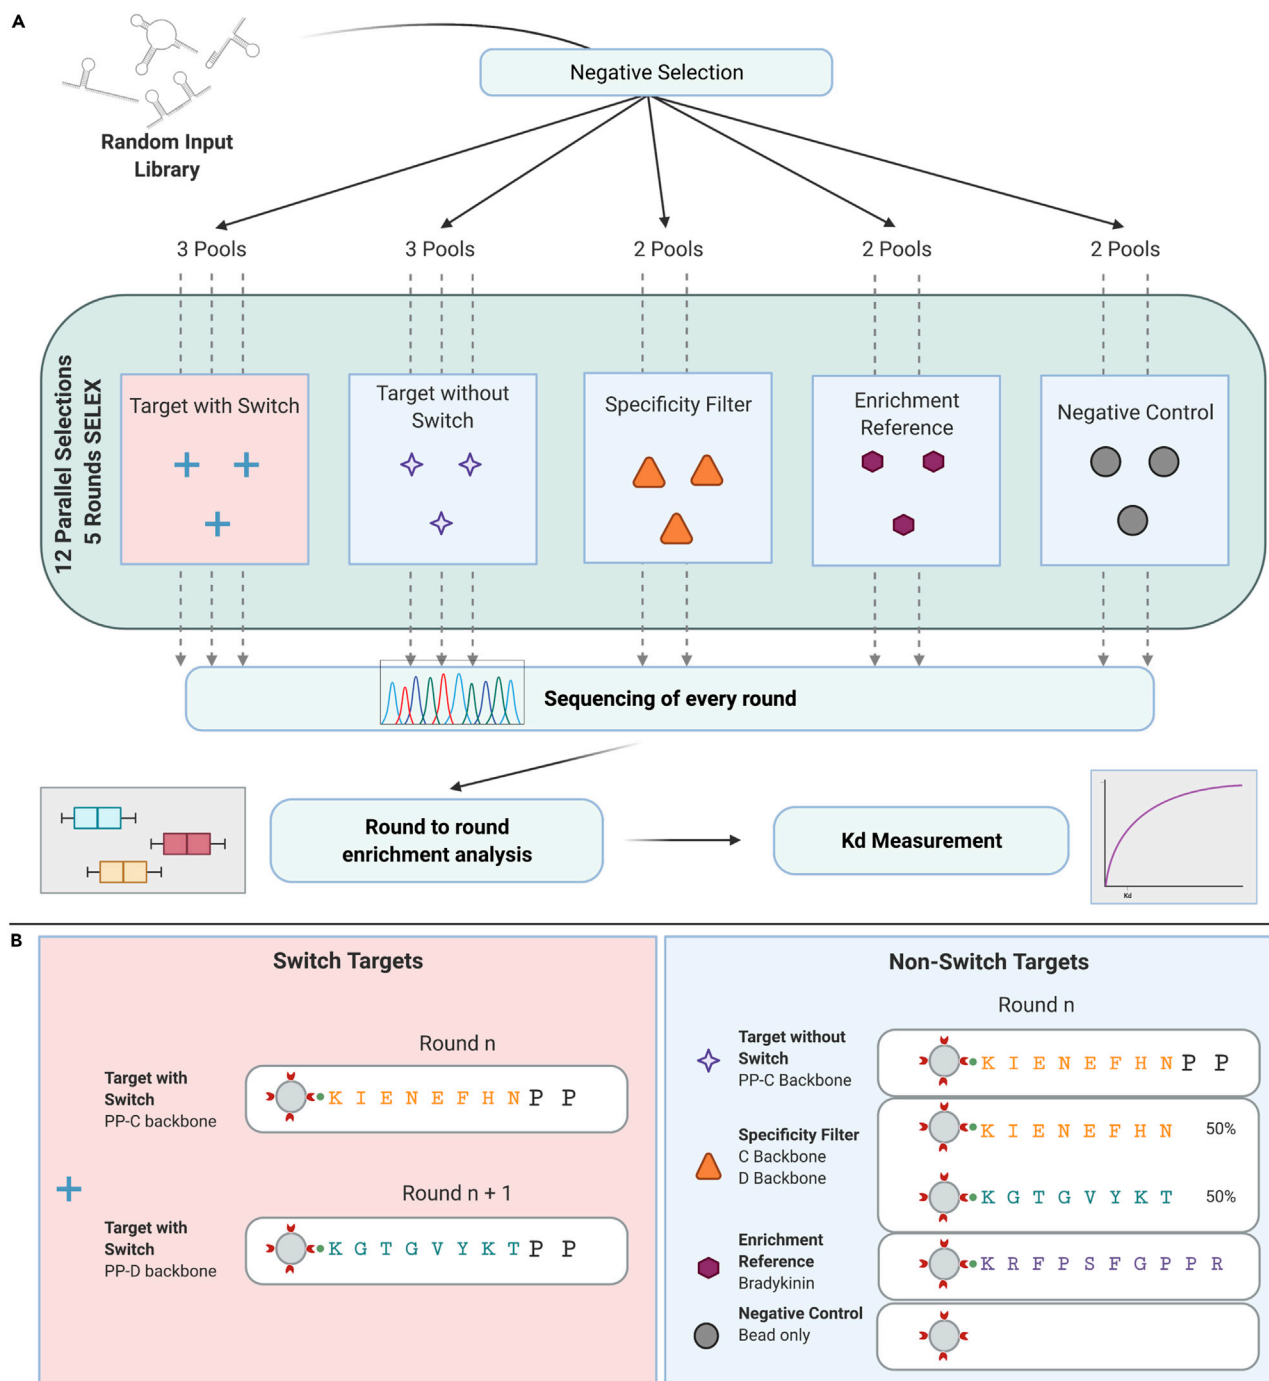 A
Random Input
Library
Negative Selection
3 Pools
3 Pools
2 Pools
2 Pools
2 Pools
12 Parallel Selections
5 Rounds SELEX
Target with Switch
Target without
Switch
Specificity Filter
Enrichment
Reference
Negative Control
Sequencing of every round
Round to round
enrichment analysis
Kd Measurement
Kd
B
Switch Targets
Round n
Target with
Switch
PP-C backbone
K I E N E F H N P P
Round n + 1
Target with
Switch
PP-D backbone
K G T G V Y K T P P
Non-Switch Targets
Round n
Target without
Switch
PP-C Backbone
K I E N E F H N P P
Specificity Filter
C Backbone
D Backbone
K I E N E F H N 50%
K G T G V Y K T 50%
Enrichment
Reference
Bradykinin
K R F P S F G P P R
Negative Control
Bead only